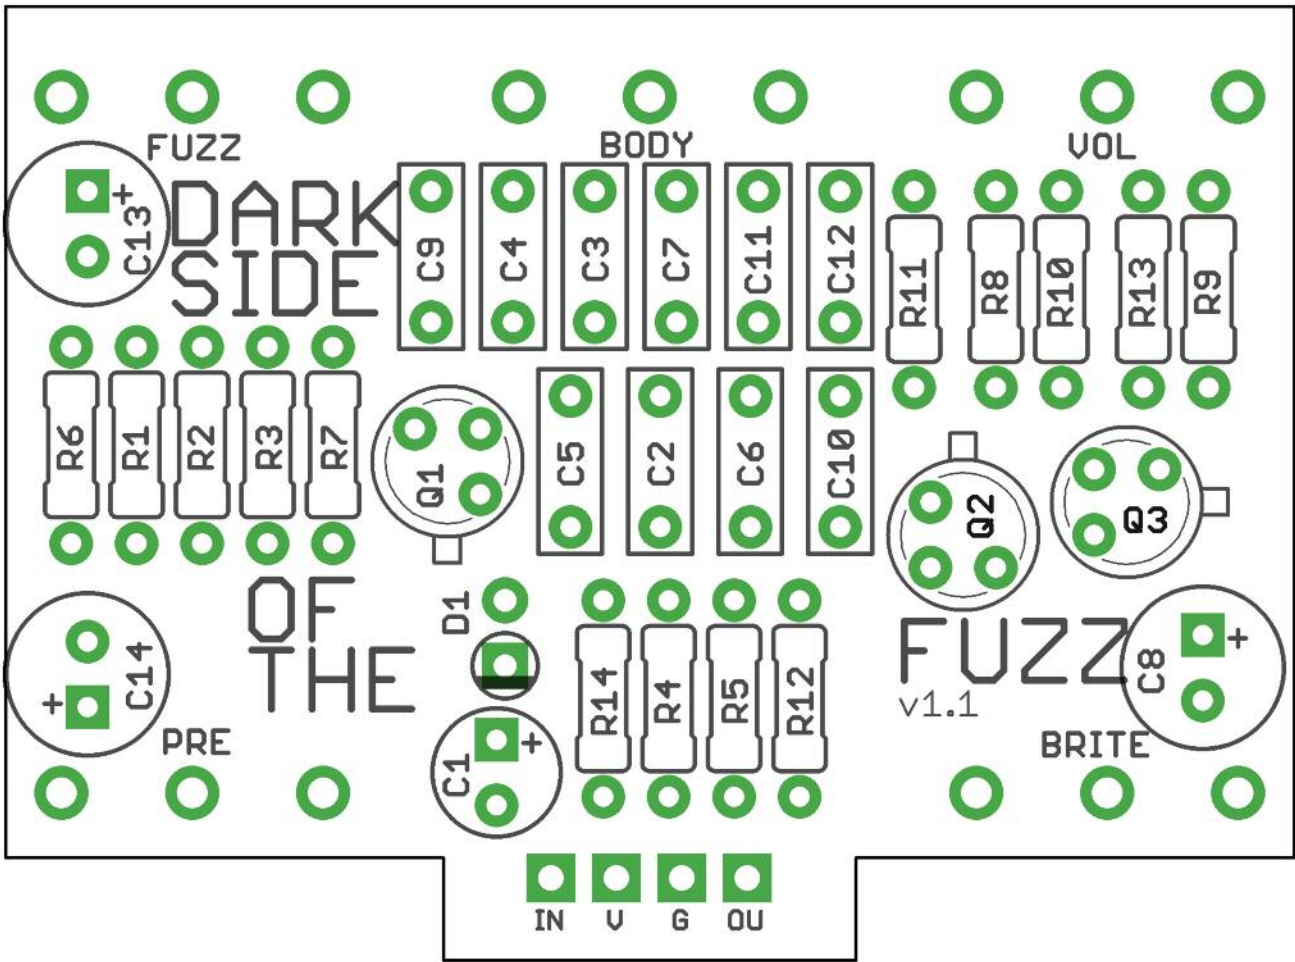 FUZZ
BODY
VOL
DARK
SIDE
+
C13
C9
C4
C3
C7
C11
C12
R11
R8
R10
R13
R9
R6
R1
R2
R3
R7
Q1
C5
C2
C6
C10
Q2
Q3
OF
THE
D1
FUZZ
v1.1
+
C8
+
C14
R14
R4
R5
R12
PRE
C1
+
BRITE
IN V G OU